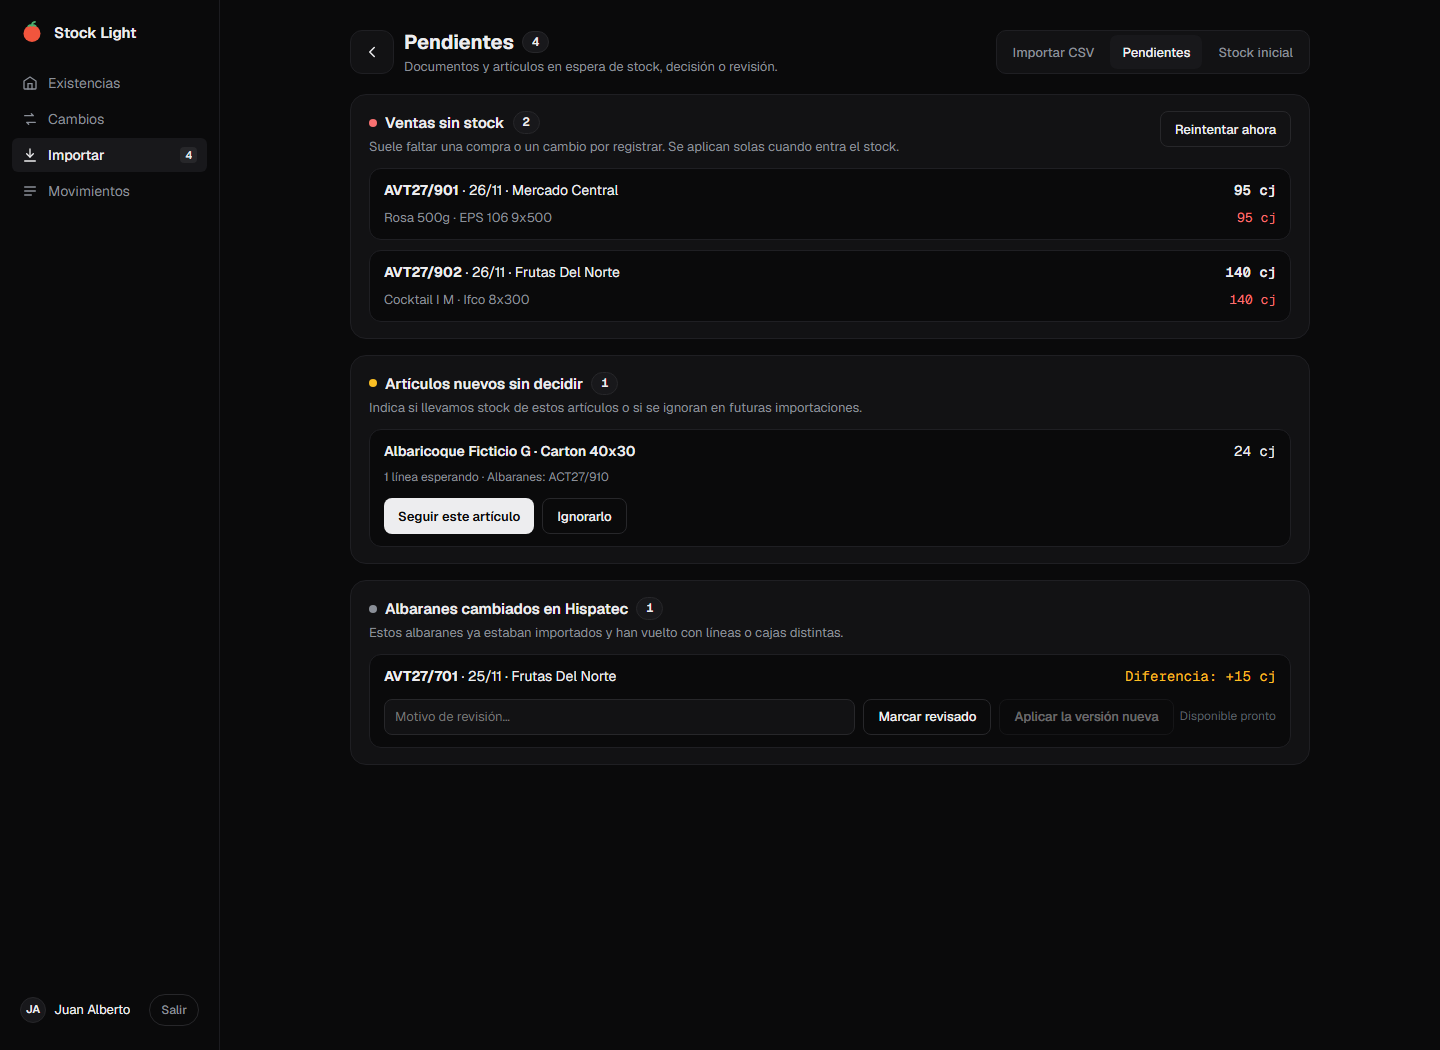 Stock Light
Existencias
Cambios
Importar 4
Movimientos
JA Juan Alberto Salir
Pendientes 4
Documentos y artículos en espera de stock, decisión o revisión.
Importar CSV Pendientes Stock inicial
Ventas sin stock 2
Suele faltar una compra o un cambio por registrar. Se aplican solas cuando entra el stock.
Reintentar ahora
AVT27/901 · 26/11 · Mercado Central 95 cj
Rosa 500g · EPS 106 9x500 95 cj
AVT27/902 · 26/11 · Frutas Del Norte 140 cj
Cocktail I M · Ifco 8x300 140 cj
Artículos nuevos sin decidir 1
Indica si llevamos stock de estos artículos o si se ignoran en futuras importaciones.
Albaricoque Ficticio G · Carton 40x30 24 cj
1 línea esperando · Albaranes: ACT27/910
Seguir este artículo Ignorarlo
Albaranes cambiados en Hispatec 1
Estos albaranes ya estaban importados y han vuelto con líneas o cajas distintas.
AVT27/701 · 25/11 · Frutas Del Norte Diferencia: +15 cj
Motivo de revisión… Marcar revisado Aplicar la versión nueva Disponible pronto